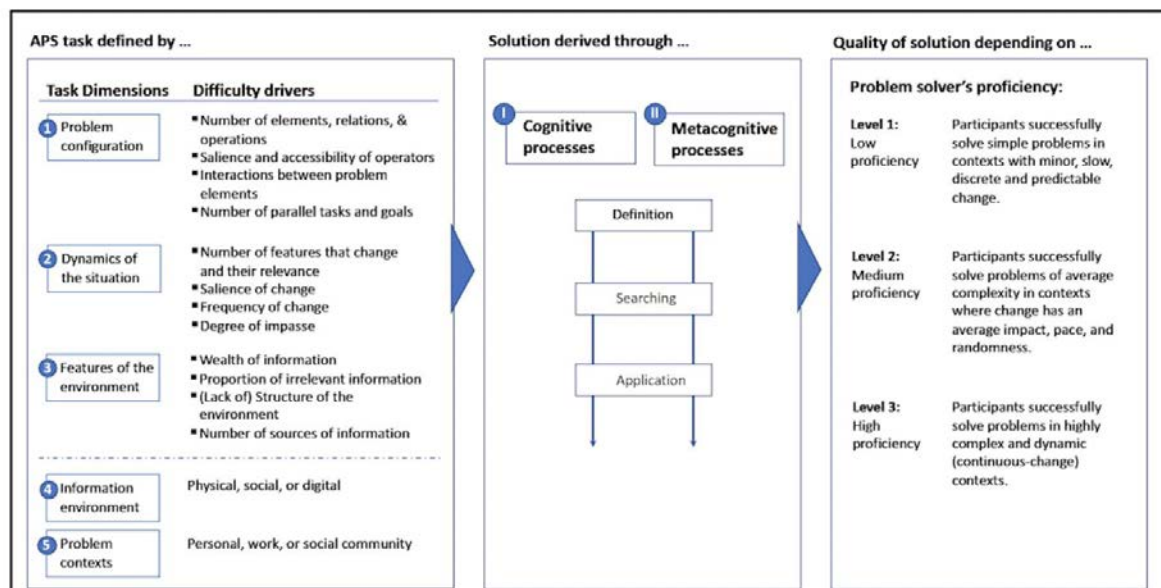 APS task defined by ...
Task Dimensions
Difficulty drivers
1 Problem
configuration
▪ Number of elements, relations, &
operations
▪ Salience and accessibility of operators
▪ Interactions between problem
elements
▪ Number of parallel tasks and goals
2 Dynamics of
the situation
▪ Number of features that change
and their relevance
▪ Salience of change
▪ Frequency of change
▪ Degree of impasse
3 Features of the
environment
▪ Wealth of information
▪ Proportion of irrelevant information
▪ (Lack of) Structure of the
environment
▪ Number of sources of information
4 Information
environment
Physical, social, or digital
5 Problem
contexts
Personal, work, or social community
Solution derived through ...
I Cognitive
processes
II Metacognitive
processes
Definition
Searching
Application
Quality of solution depending on ...
Problem solver's proficiency:
Level 1:
Low
proficiency
Participants successfully
solve simple problems in
contexts with minor, slow,
discrete and predictable
change.
Level 2:
Medium
proficiency
Participants successfully
solve problems of average
complexity in contexts
where change has an
average impact, pace, and
randomness.
Level 3:
High
proficiency
Participants successfully
solve problems in highly
complex and dynamic
(continuous-change)
contexts.